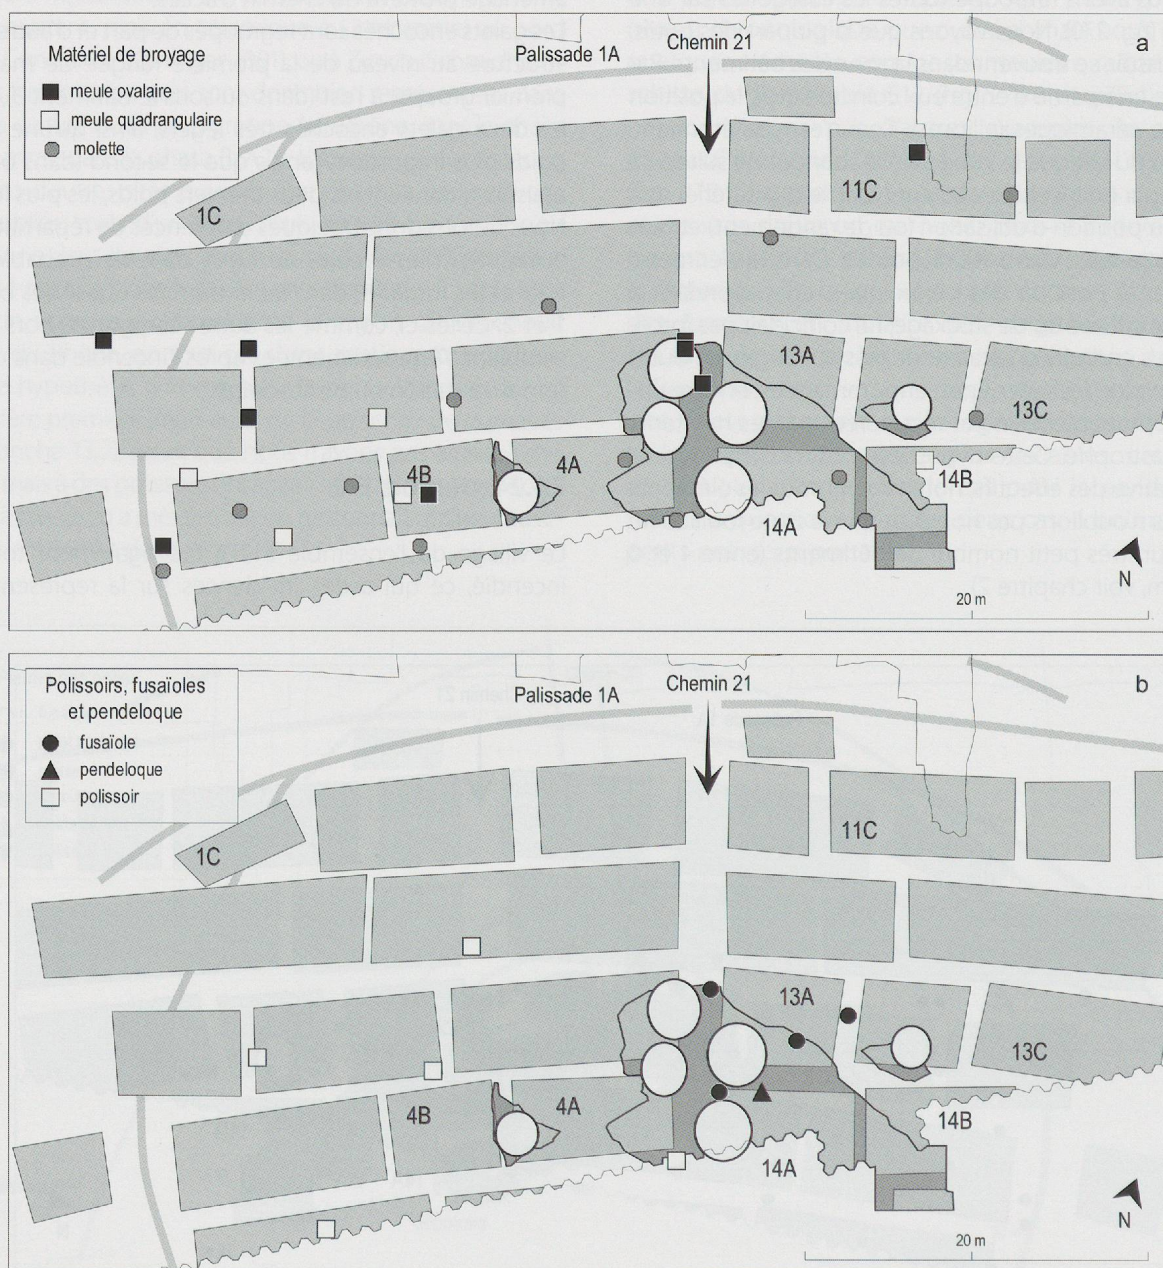 a
Matériel de broyage
meule ovalaire
meule quadrangulaire
molette
Palissade 1A
Chemin 21
1C
11C
13A
13C
4B
4A
14A
14B
N
20 m
b
Polissoirs, fusaïoles
et pendeloque
fusaïole
pendeloque
polissoir
Palissade 1A
Chemin 21
1C
11C
13A
13C
4B
4A
14A
14B
N
20 m